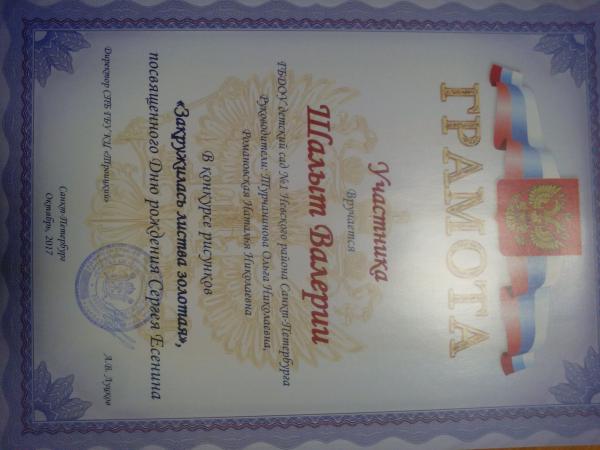 ГРАМОТА
Участника
Вручается
Шалыт Валерии
ГБДОУ детский сад №1 Невского района Санкт-Петербурга
Руководители: Турчанинова Ольга Николаевна,
Романовская Наталья Николаевна
В конкурсе рисунков
«Закружилась листва золотая»,
посвященного Дню рождения Сергея Есенина
Директор СПБ ГБУ КЦ «Троицкий»
А.В. Луцков
Санкт-Петербург
Октябрь, 2017